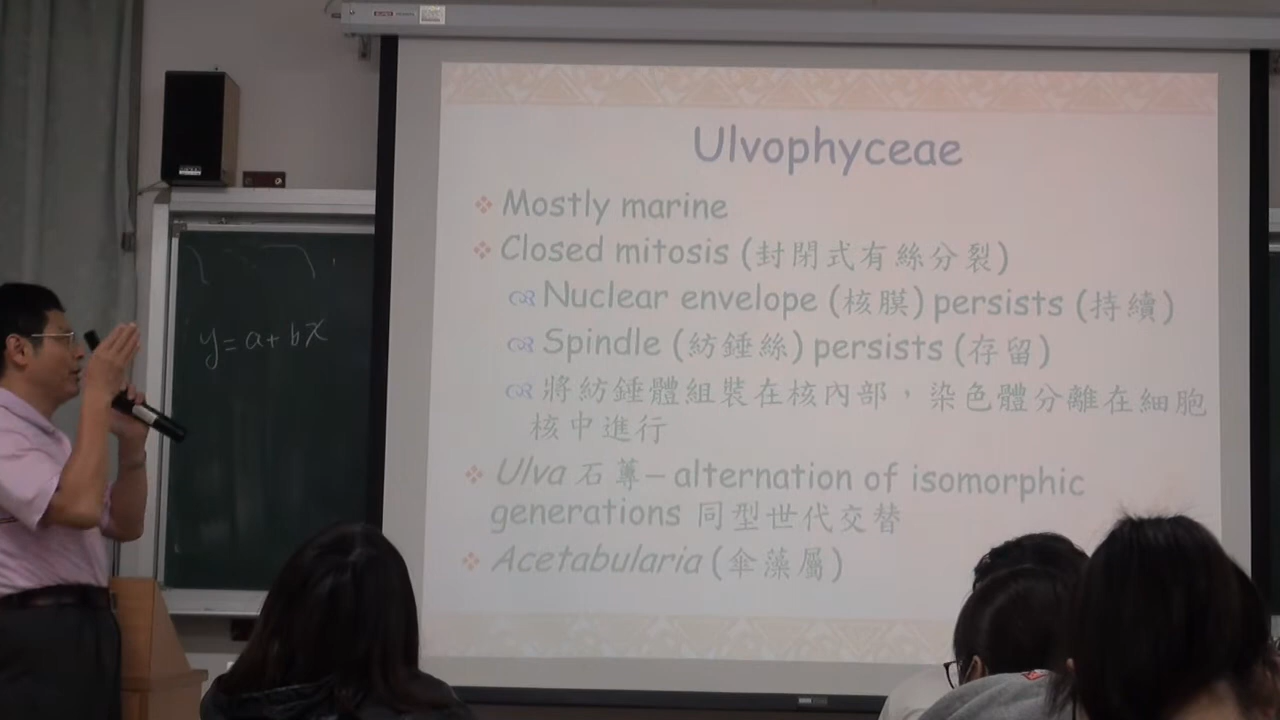 Ulvophyceae
Mostly marine
Closed mitosis (封閉式有絲分裂)
Nuclear envelope (核膜) persists (持續)
Spindle (紡錘絲) persists (存留)
將紡錘體組裝在核內部，染色體分離在細胞
核中進行
Ulva 石蓴— alternation of isomorphic
generations 同型世代交替
Acetabularia (傘藻屬)
y=a+bx